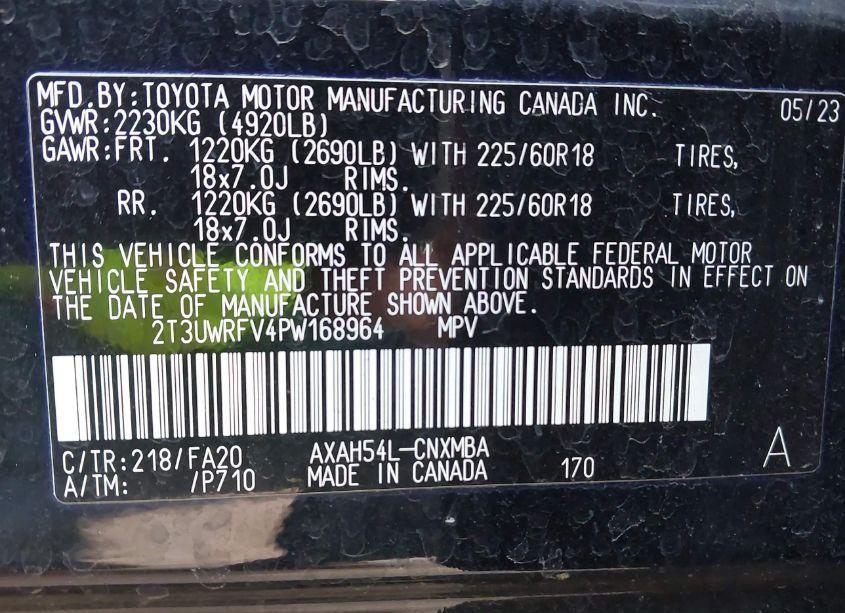 MFD.BY:TOYOTA MOTOR MANUFACTURING CANADA INC. 05/23
GVWR:2230KG (4920LB)
GAWR:FRT. 1220KG (2690LB) WITH 225/60R18 TIRES,
18x7.0J RIMS.
RR. 1220KG (2690LB) WITH 225/60R18 TIRES,
18x7.0J RIMS.
THIS VEHICLE CONFORMS TO ALL APPLICABLE FEDERAL MOTOR
VEHICLE SAFETY AND THEFT PREVENTION STANDARDS IN EFFECT ON
THE DATE OF MANUFACTURE SHOWN ABOVE.
2T3UWRFV4PW168964 MPV
C/TR:218/FA20 AXAH54L-CNXMBA A
A/TM: /P710 MADE IN CANADA 170